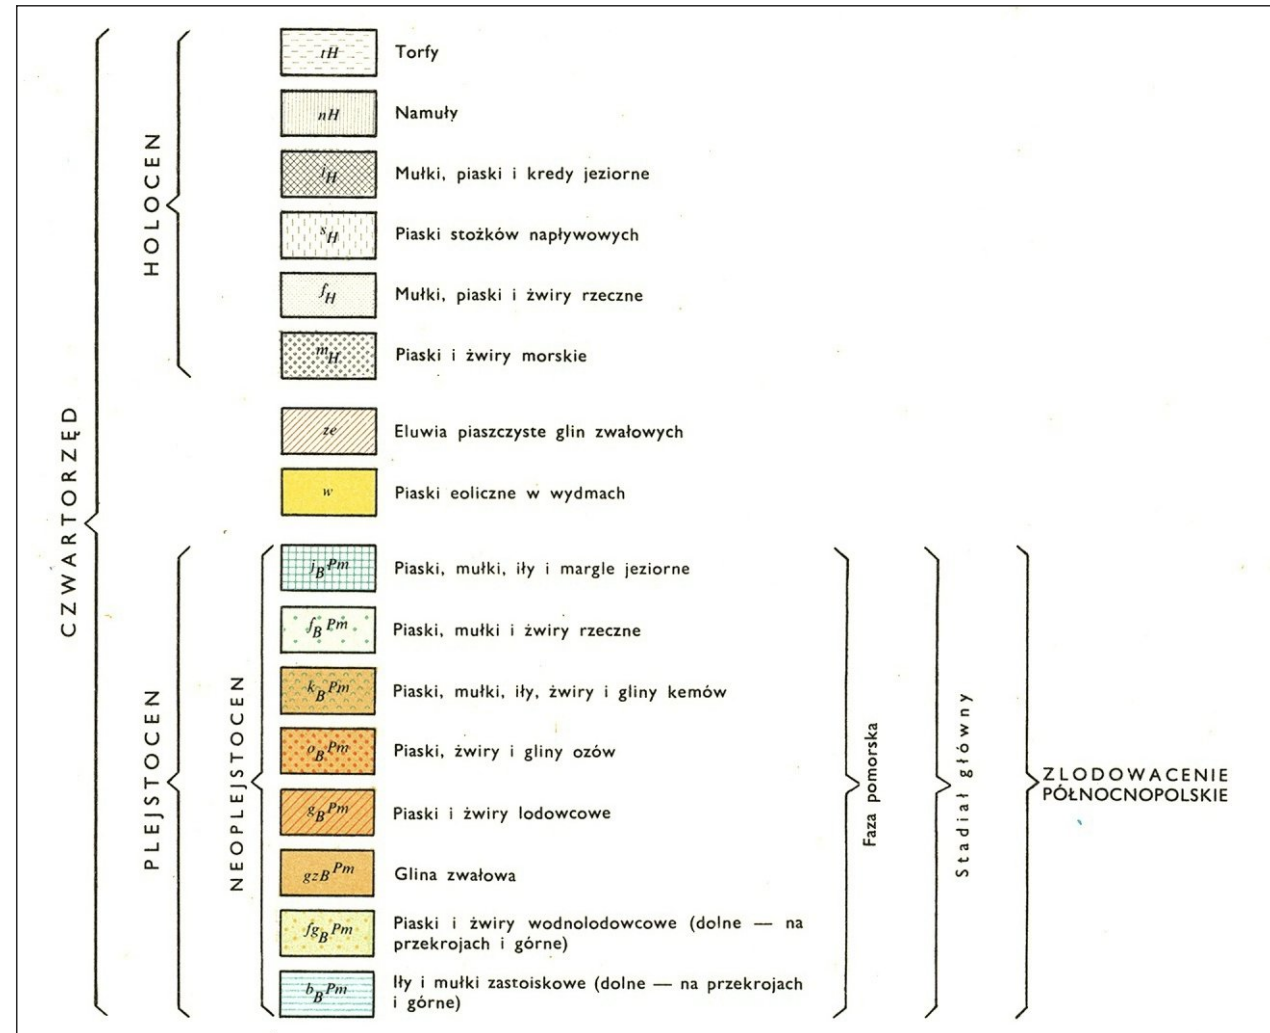 CZWARTORZĘD
HOLOCEN
tH Torfy
nH Namuły
jH Mułki, piaski i kredy jeziorne
sH Piaski stożków napływowych
fH Mułki, piaski i żwiry rzeczne
mH Piaski i żwiry morskie
ze Eluwia piaszczyste glin zwałowych
w Piaski eoliczne w wydmach
PLEJSTOCEN
NEOPLEJSTOCEN
jBPm Piaski, mułki, iły i margle jeziorne
fBPm Piaski, mułki i żwiry rzeczne
kBPm Piaski, mułki, iły, żwiry i gliny kemów
oBPm Piaski, żwiry i gliny ozów
gBPm Piaski i żwiry lodowcowe
gzBPm Glina zwałowa
fgBPm Piaski i żwiry wodnolodowcowe (dolne — na
przekrojach i górne)
bBPm Iły i mułki zastoiskowe (dolne — na przekrojach
i górne)
Faza pomorska
Stadiał główny
ZLODOWACENIE
PÓŁNOCNOPOLSKIE